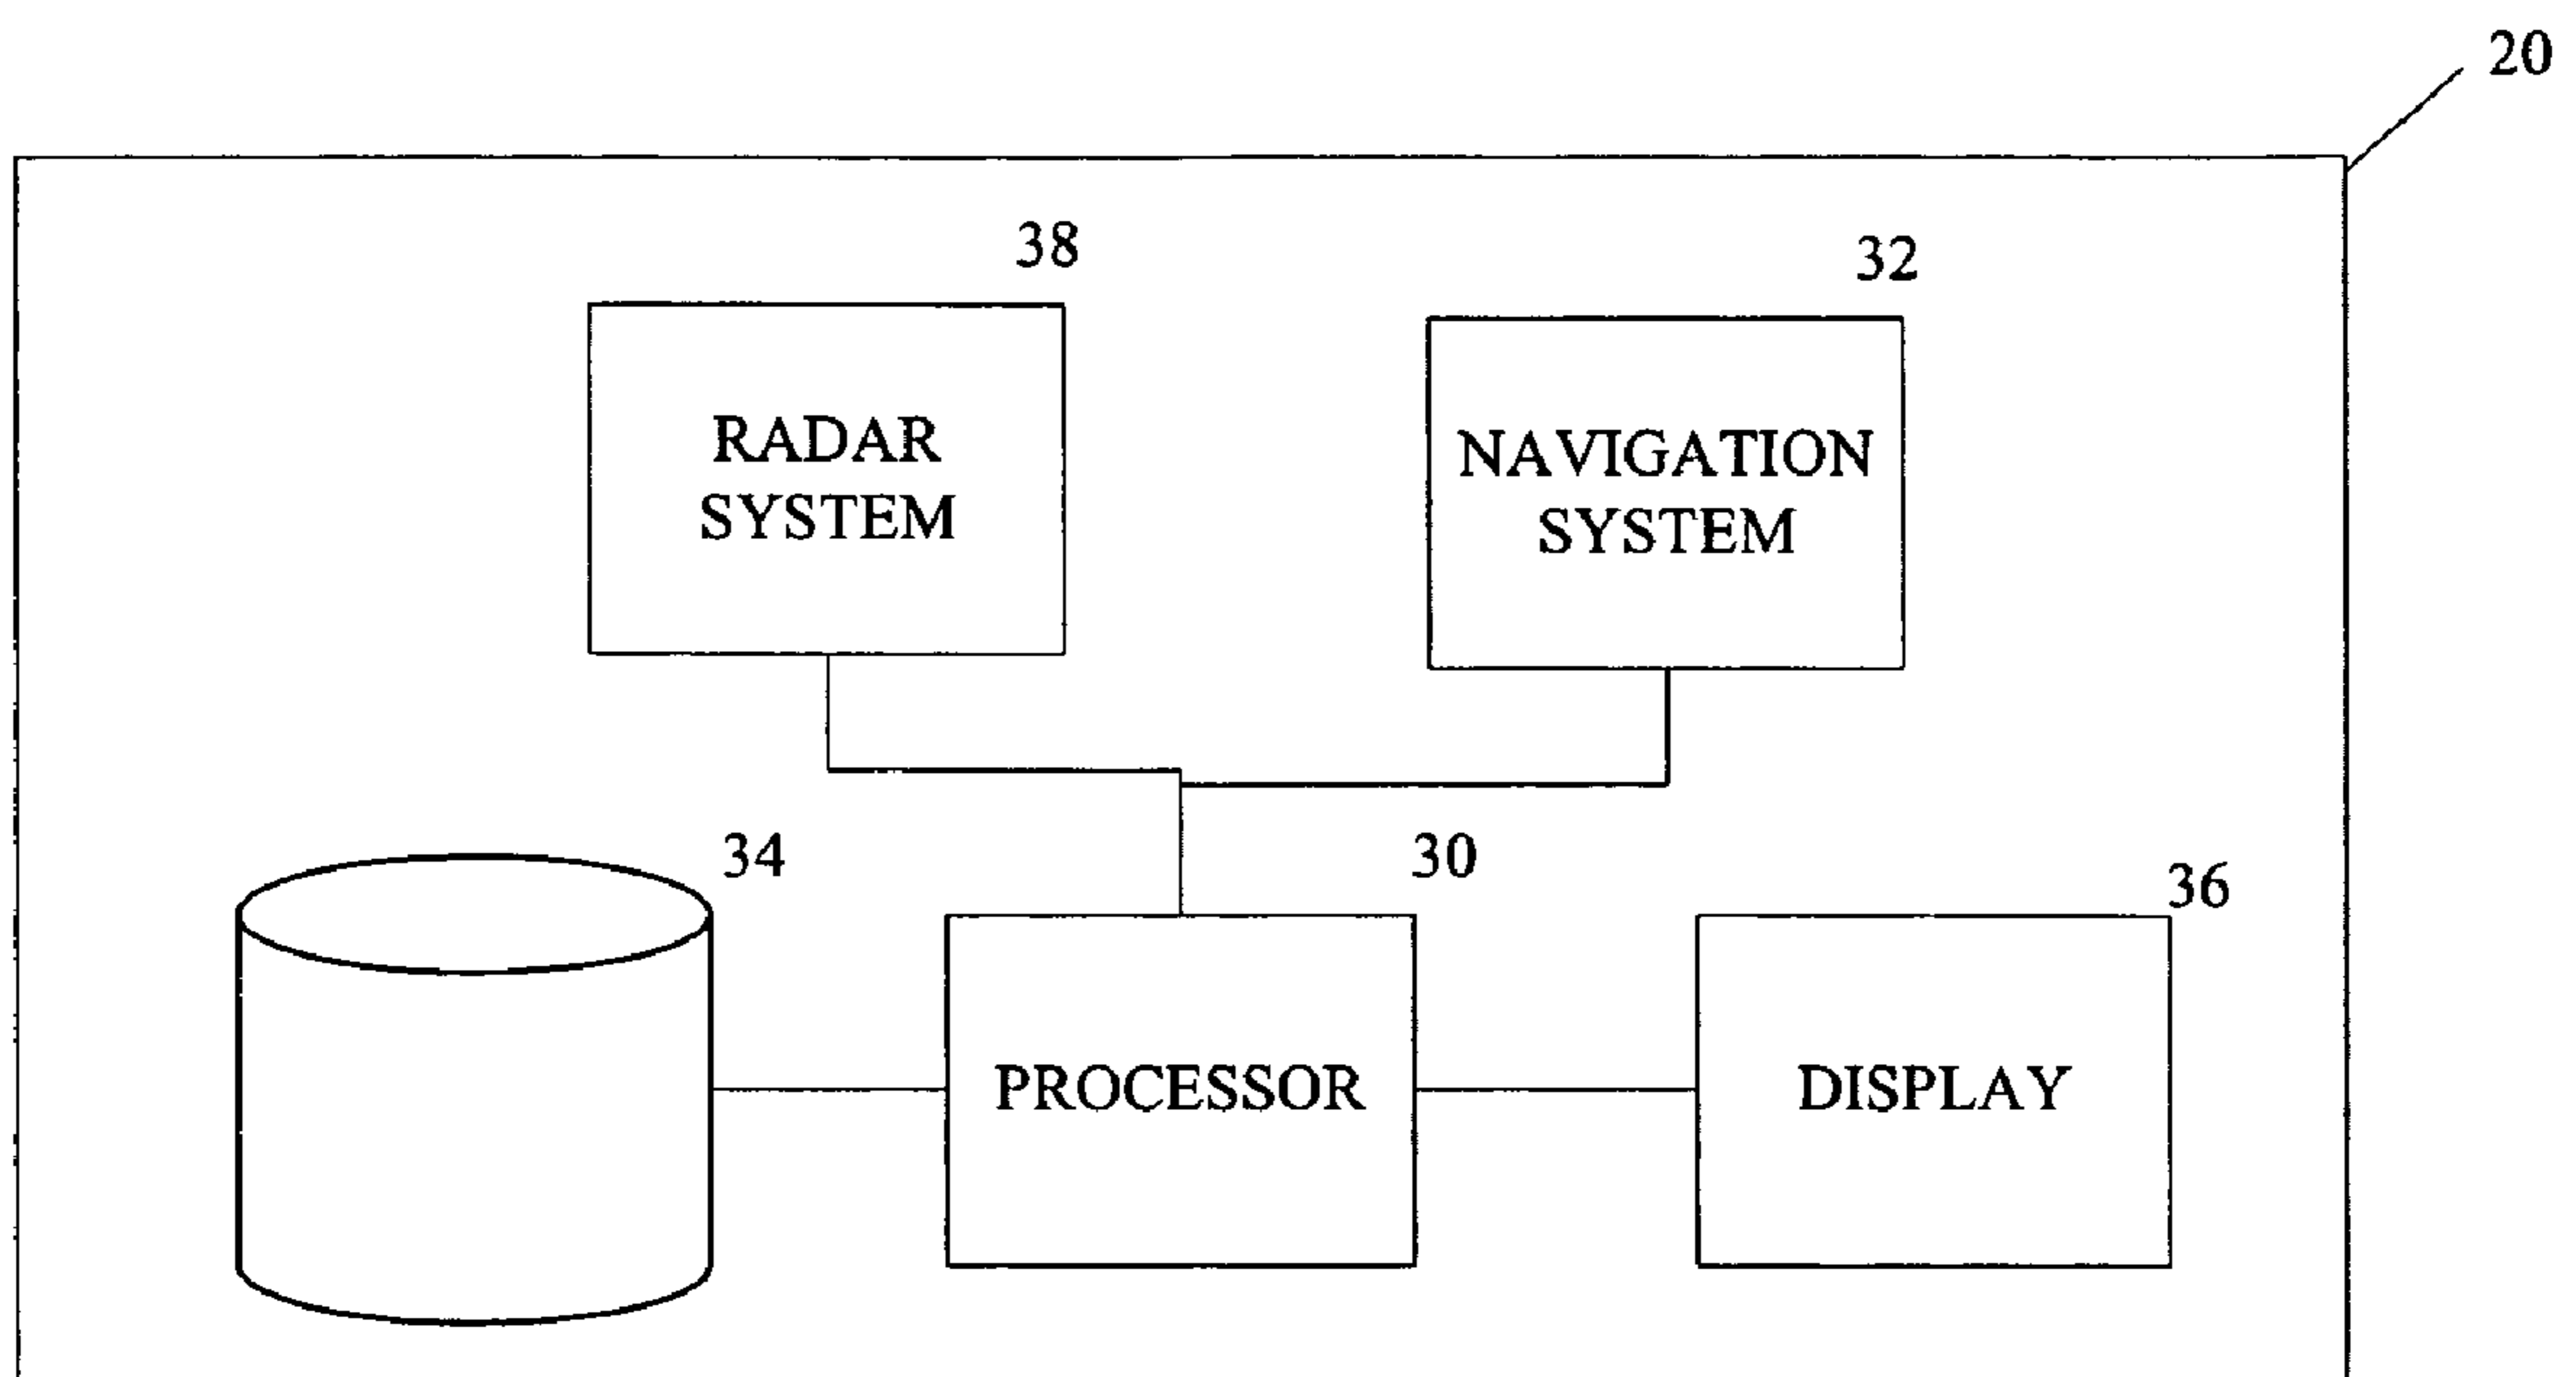 20
38
32
RADAR
SYSTEM
NAVIGATION
SYSTEM
34
30
36
PROCESSOR
DISPLAY